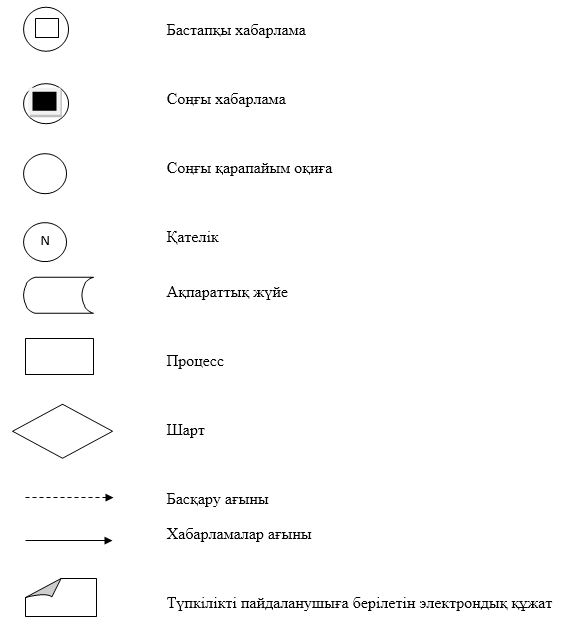 Бастапқы хабарлама
Соңғы хабарлама
Соңғы қарапайым оқиға
N
Қателік
Ақпараттық жүйе
Процесс
Шарт
Басқару ағыны
Хабарламалар ағыны
Түпкілікті пайдаланушыға берілетін электрондық құжат